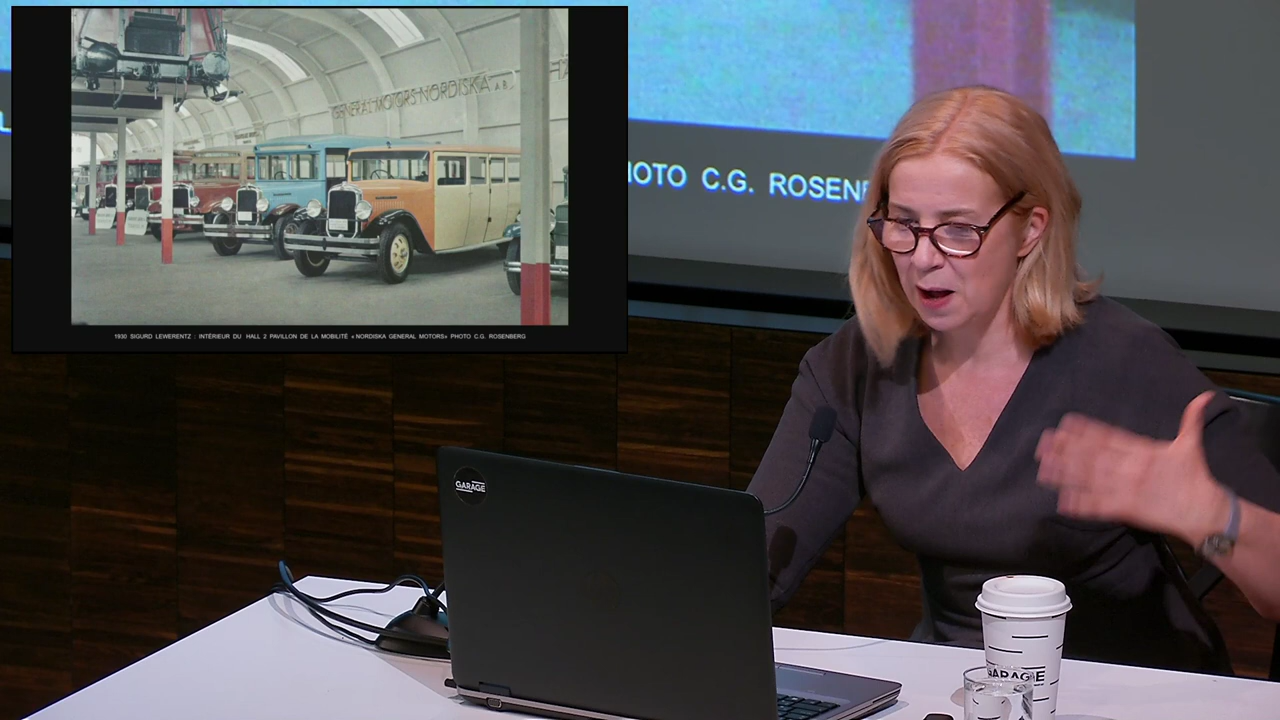 GENERAL MOTORS NORDISKA A.B.
1930 SIGURD LEWERENTZ : INTÉRIEUR DU HALL 2 PAVILLON DE LA MOBILITÉ « NORDISKA GENERAL MOTORS» PHOTO C.G. ROSENBERG
C.G. ROSEN
GARAGE
GARAGE